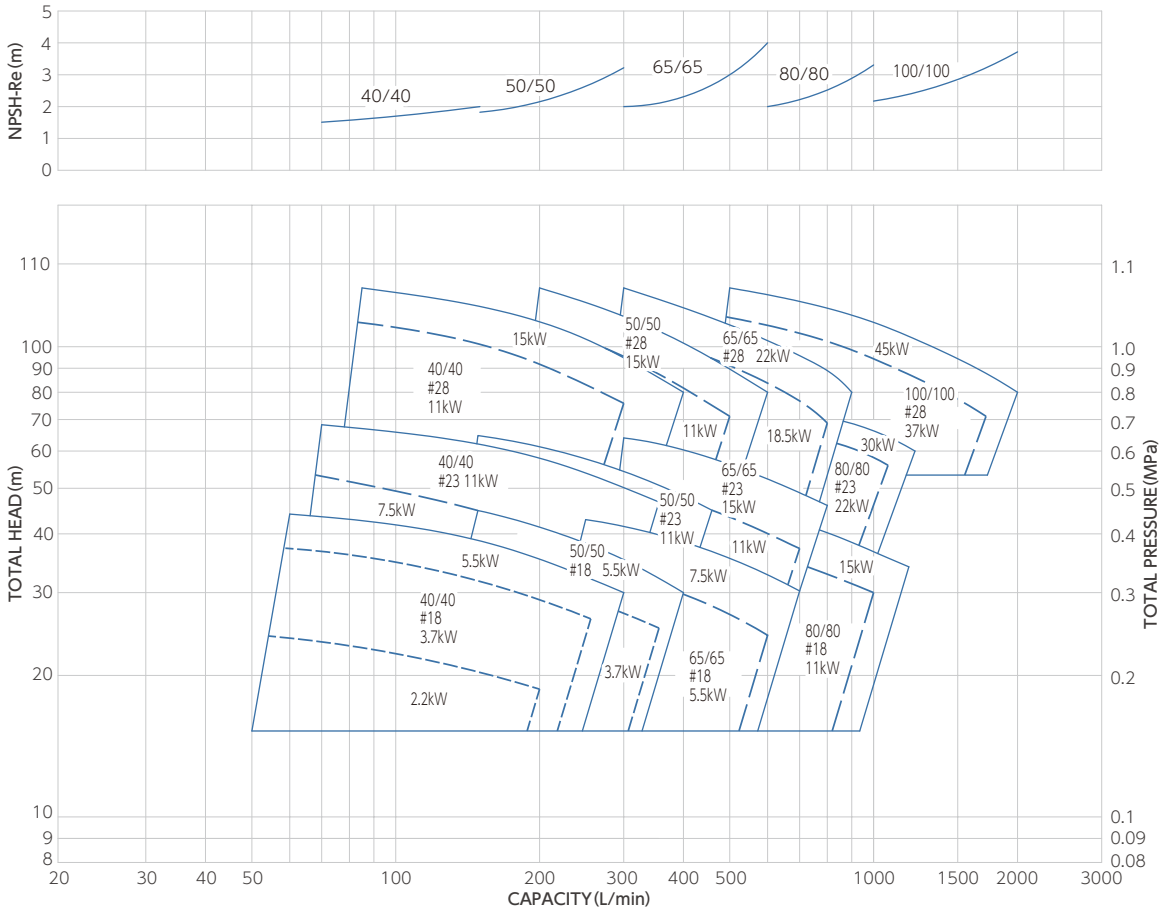 5
4
3
2
1
0
NPSH-Re (m)
40/40
50/50
65/65
80/80
100/100
110
100
90
80
70
60
50
40
30
20
10
9
8
TOTAL HEAD (m)
1.1
1.0
0.9
0.8
0.7
0.6
0.5
0.4
0.3
0.2
0.1
0.09
0.08
TOTAL PRESSURE (MPa)
15kW
40/40
#28
11kW
50/50
#28
15kW
11kW
65/65
#28 22kW
18.5kW
45kW
100/100
#28
37kW
40/40
#23 11kW
7.5kW
50/50
#23
11kW
65/65
#23
15kW
11kW
30kW
80/80
#23
22kW
5.5kW
40/40
#18
3.7kW
2.2kW
50/50
#18 5.5kW
3.7kW
7.5kW
65/65
#18
5.5kW
15kW
80/80
#18
11kW
20 30 40 50 100 200 300 400 500 1000 1500 2000 3000
CAPACITY (L/min)